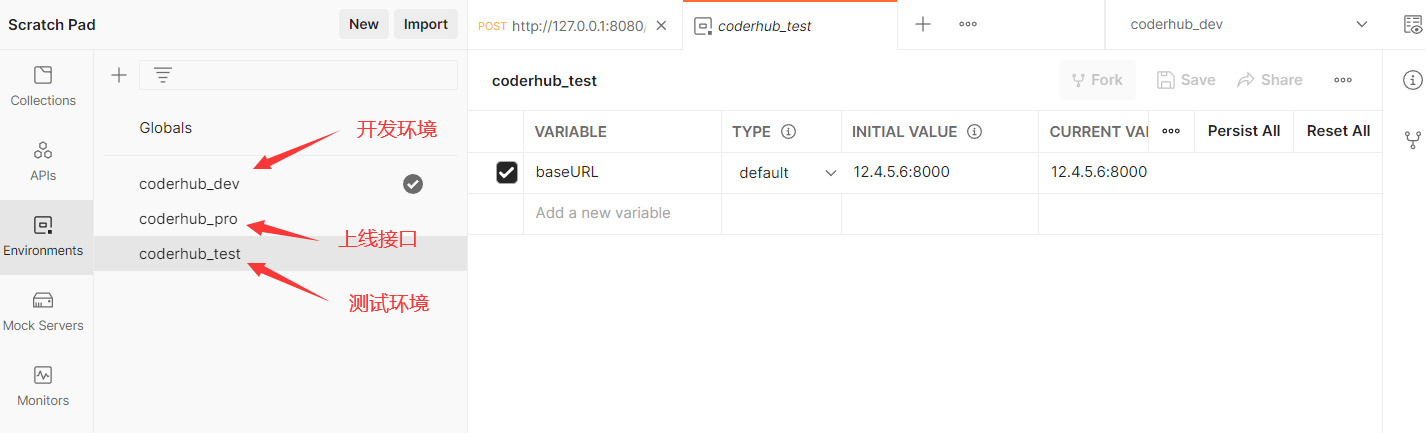 Scratch Pad
New
Import
POST http://127.0.0.1:8080/
coderhub_test
coderhub_dev
Collections
APIs
Environments
Mock Servers
Monitors
Globals
开发环境
coderhub_dev
coderhub_pro
上线接口
coderhub_test
测试环境
coderhub_test
Fork
Save
Share
VARIABLE TYPE INITIAL VALUE CURRENT VAI Persist All Reset All
baseURL default 12.4.5.6:8000 12.4.5.6:8000
Add a new variable